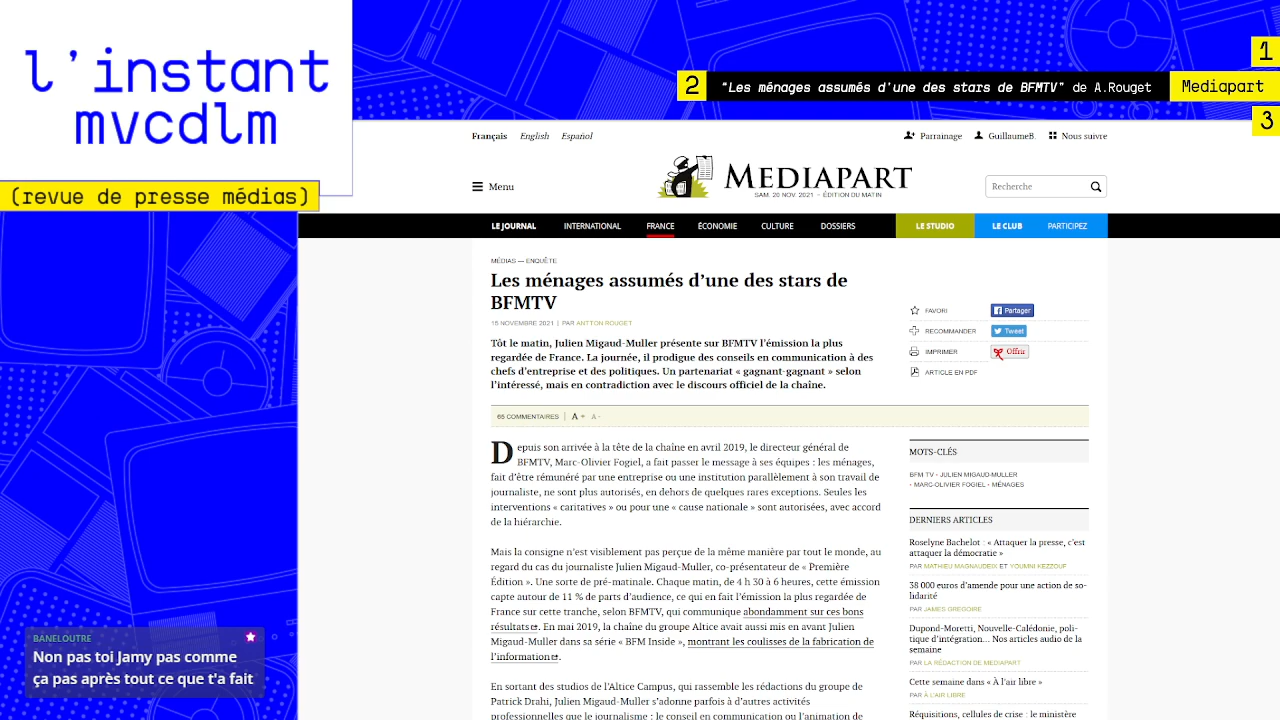 l'instant
mvcdlm
(revue de presse médias)
1
2 "Les ménages assumés d'une des stars de BFMTV" de A.Rouget Mediapart
3
Français English Español
Parrainage GuillaumeB. Nous suivre
Menu
MEDIAPART
SAM. 20 NOV. 2021 – ÉDITION DU MATIN
Recherche
LE JOURNAL INTERNATIONAL FRANCE ÉCONOMIE CULTURE DOSSIERS LE STUDIO LE CLUB PARTICIPEZ
MÉDIAS — ENQUÊTE
Les ménages assumés d'une des stars de
BFMTV
16 NOVEMBRE 2021 | PAR ANTTON ROUGET
Tôt le matin, Julien Migaud-Muller présente sur BFMTV l'émission la plus
regardée de France. La journée, il prodigue des conseils en communication à des
chefs d'entreprise et des politiques. Un partenariat « gagnant-gagnant » selon
l'intéressé, mais en contradiction avec le discours officiel de la chaîne.
FAVORI Partager
RECOMMANDER Tweet
IMPRIMER Offrir
ARTICLE EN PDF
65 COMMENTAIRES | A + A -
Depuis son arrivée à la tête de la chaîne en avril 2019, le directeur général de
BFMTV, Marc-Olivier Fogiel, a fait passer le message à ses équipes : les ménages,
fait d'être rémunéré par une entreprise ou une institution parallèlement à son travail de
journaliste, ne sont plus autorisés, en dehors de quelques rares exceptions. Seules les
interventions « caritatives » ou pour une « cause nationale » sont autorisées, avec accord
de la hiérarchie.
Mais la consigne n'est visiblement pas perçue de la même manière par tout le monde, au
regard du cas du journaliste Julien Migaud-Muller, co-présentateur de « Première
Édition ». Une sorte de pré-matinale. Chaque matin, de 4 h 30 à 6 heures, cette émission
capte autour de 11 % de parts d'audience, ce qui en fait l'émission la plus regardée de
France sur cette tranche, selon BFMTV, qui communique abondamment sur ces bons
résultats. En mai 2019, la chaîne du groupe Altice avait aussi mis en avant Julien
Migaud-Muller dans sa série « BFM Inside », montrant les coulisses de la fabrication de
l'information.
En sortant des studios de l'Altice Campus, qui rassemble les rédactions du groupe de
Patrick Drahi, Julien Migaud-Muller s'adonne parfois à d'autres activités
professionnelles que le journalisme : le conseil en communication ou l'animation de
MOTS-CLÉS
BFM TV • JULIEN MIGAUD-MULLER
• MARC-OLIVIER FOGIEL • MÉNAGES
DERNIERS ARTICLES
Roselyne Bachelot : « Attaquer la presse, c'est
attaquer la démocratie »
PAR MATHIEU MAGNAUDEIX ET YOUMNI KEZZOUF
38 000 euros d'amende pour une action de so-
lidarité
PAR JAMES GREGOIRE
Dupond-Moretti, Nouvelle-Calédonie, poli-
tique d'intégration… Nos articles audio de la
semaine
PAR LA RÉDACTION DE MEDIAPART
Cette semaine dans « À l'air libre »
PAR À L'AIR LIBRE
Réquisitions, cellules de crise : le ministère
BANELOUTRE
Non pas toi Jamy pas comme
ça pas après tout ce que t'a fait